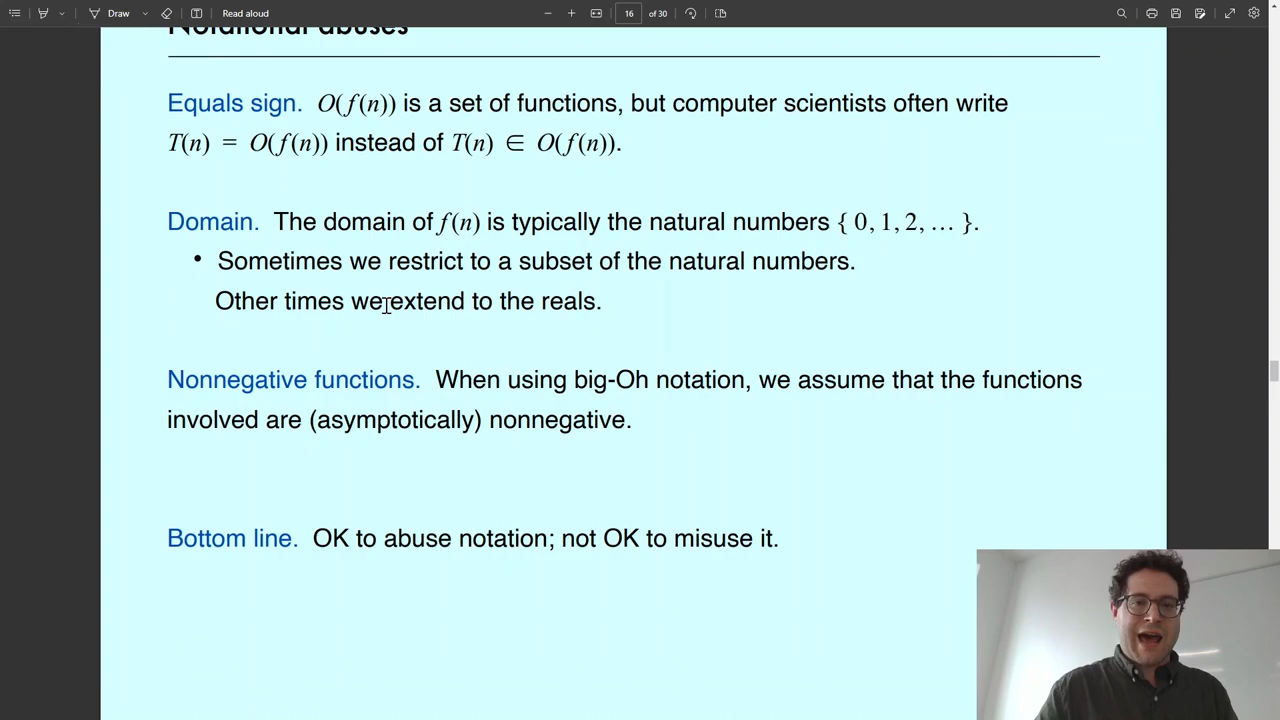 Draw
Read aloud
16 of 30
Notational abuses
Equals sign. O(f(n)) is a set of functions, but computer scientists often write
T(n) = O(f(n)) instead of T(n) ∈ O(f(n)).
Domain. The domain of f(n) is typically the natural numbers { 0, 1, 2, … }.
• Sometimes we restrict to a subset of the natural numbers.
Other times we extend to the reals.
Nonnegative functions. When using big-Oh notation, we assume that the functions
involved are (asymptotically) nonnegative.
Bottom line. OK to abuse notation; not OK to misuse it.